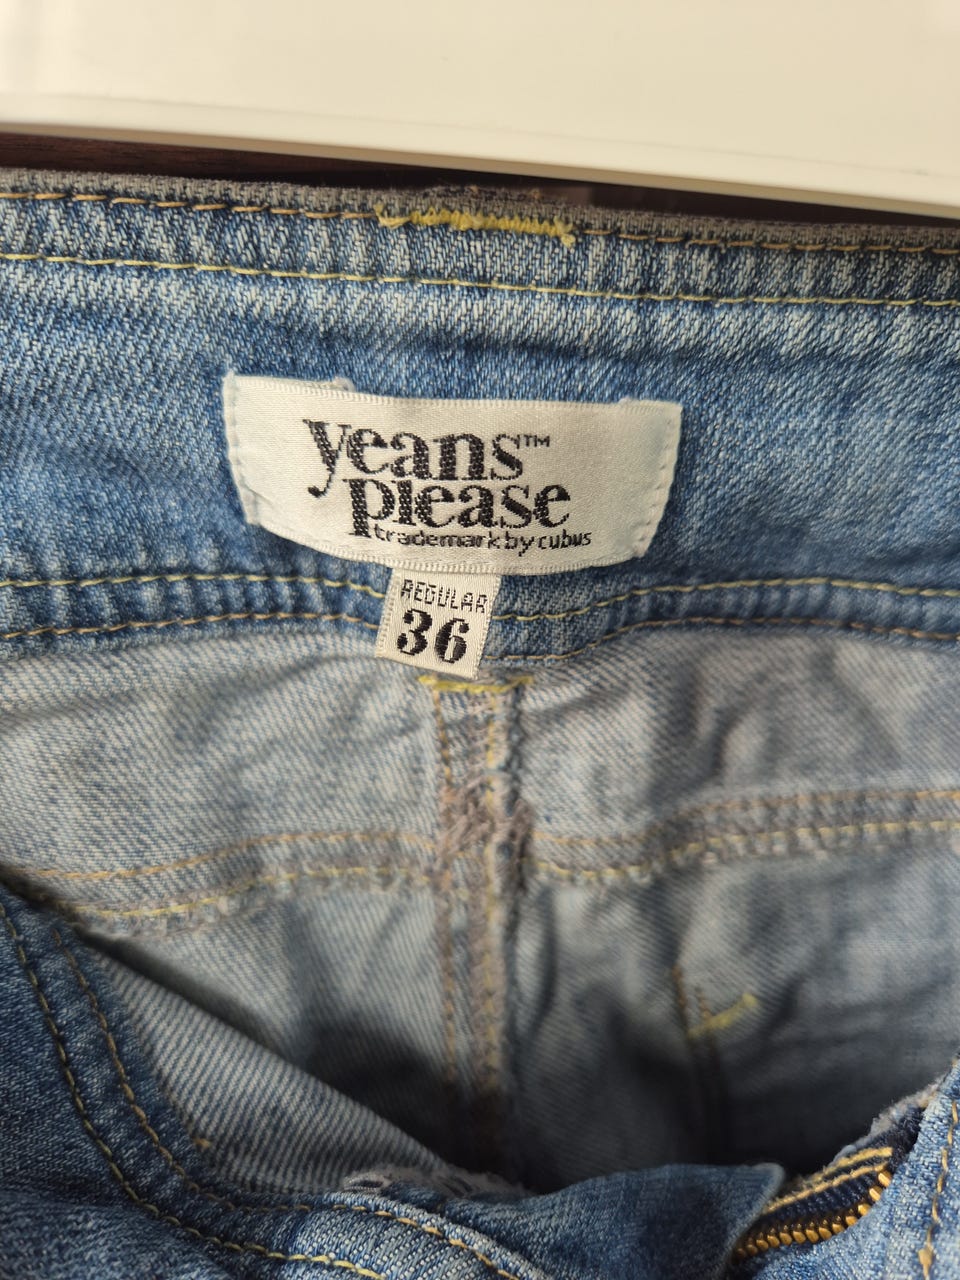 yeans™
please
trademark by cubus
REGULAR
36